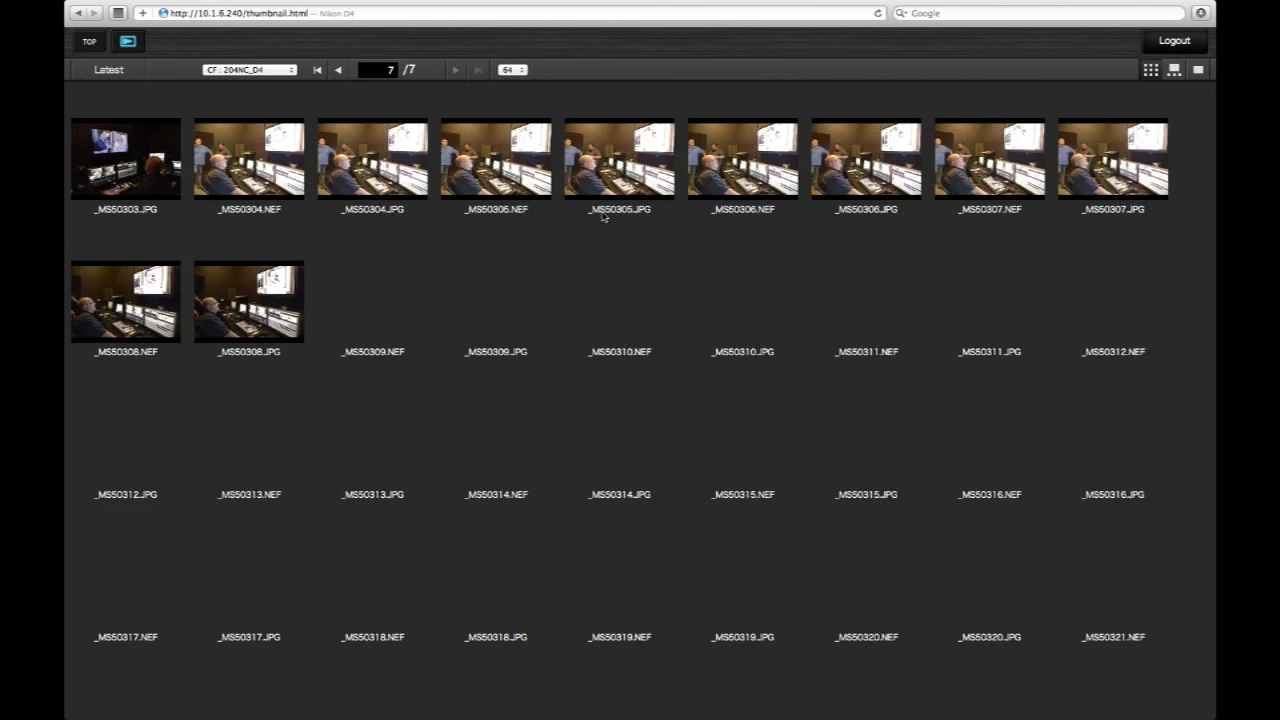 http://10.1.6.240/thumbnail.html — Nikon D4
Google
TOP
Logout
Latest
CF : 204NC_D4
7
/7
64
_MS50303.JPG _MS50304.NEF _MS50304.JPG _MS50305.NEF _MS50305.JPG _MS50306.NEF _MS50306.JPG _MS50307.NEF _MS50307.JPG
_MS50308.NEF _MS50308.JPG _MS50309.NEF _MS50309.JPG _MS50310.NEF _MS50310.JPG _MS50311.NEF _MS50311.JPG _MS50312.NEF
_MS50312.JPG _MS50313.NEF _MS50313.JPG _MS50314.NEF _MS50314.JPG _MS50315.NEF _MS50315.JPG _MS50316.NEF _MS50316.JPG
_MS50317.NEF _MS50317.JPG _MS50318.NEF _MS50318.JPG _MS50319.NEF _MS50319.JPG _MS50320.NEF _MS50320.JPG _MS50321.NEF